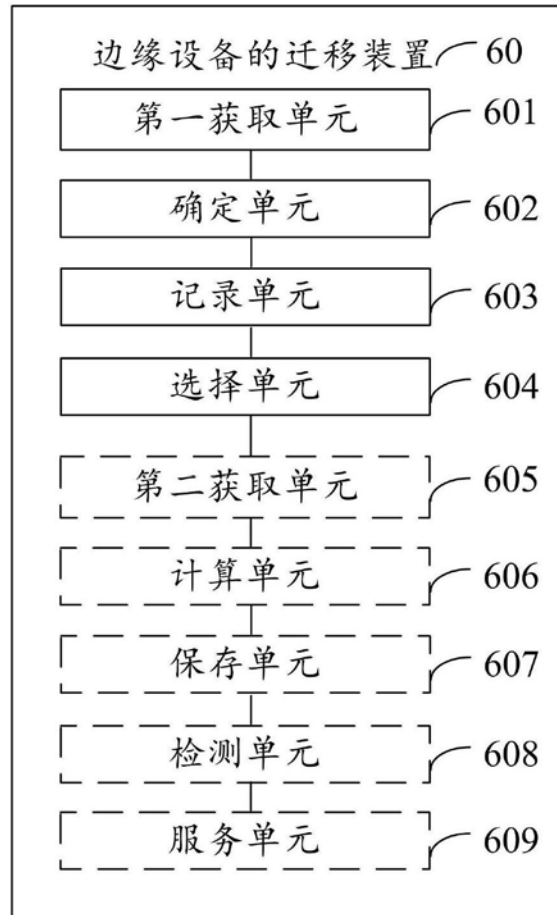 边缘设备的迁移装置 60
第一获取单元 601
确定单元 602
记录单元 603
选择单元 604
第二获取单元 605
计算单元 606
保存单元 607
检测单元 608
服务单元 609